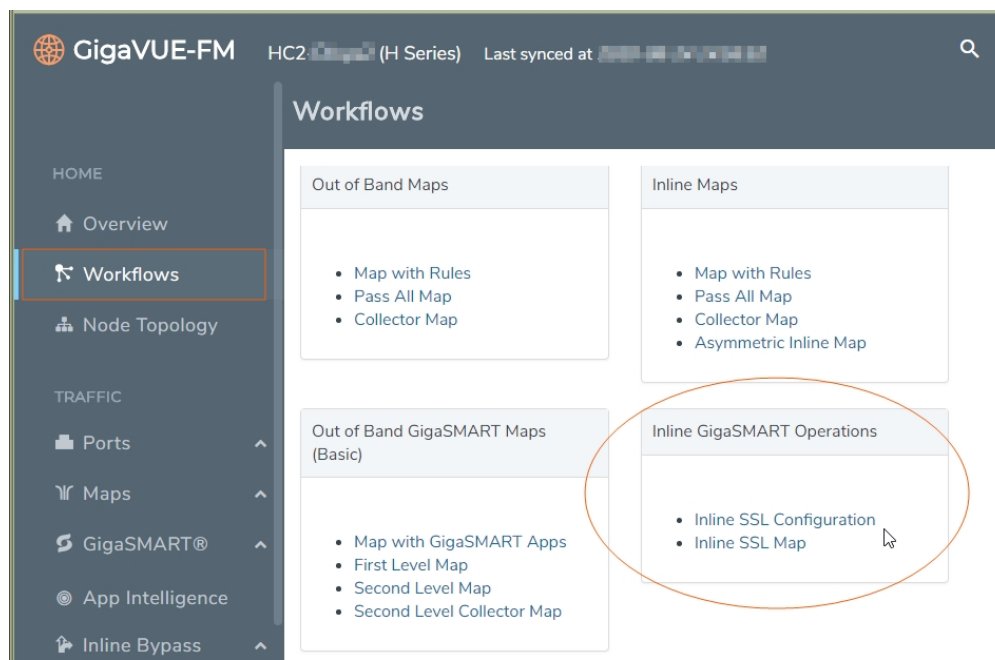 GigaVUE-FM
HC2- (H Series) Last synced at
Workflows
HOME
Overview
Workflows
Node Topology
TRAFFIC
Ports
Maps
GigaSMART®
App Intelligence
Inline Bypass
Out of Band Maps
Map with Rules
Pass All Map
Collector Map
Inline Maps
Map with Rules
Pass All Map
Collector Map
Asymmetric Inline Map
Out of Band GigaSMART Maps
(Basic)
Map with GigaSMART Apps
First Level Map
Second Level Map
Second Level Collector Map
Inline GigaSMART Operations
Inline SSL Configuration
Inline SSL Map